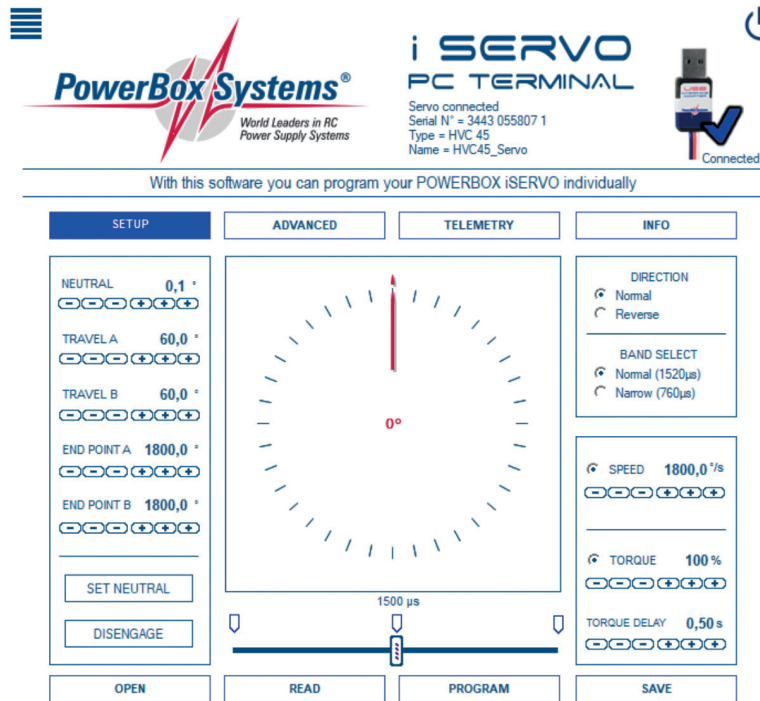 PowerBox Systems®
World Leaders in RC
Power Supply Systems
i SERVO
PC TERMINAL
Servo connected
Serial N° = 3443 055807 1
Type = HVC 45
Name = HVC45_Servo
USB
Connected
With this software you can program your POWERBOX iSERVO individually
SETUP
ADVANCED
TELEMETRY
INFO
NEUTRAL 0,1 °
TRAVEL A 60,0 °
TRAVEL B 60,0 °
END POINT A 1800,0 °
END POINT B 1800,0 °
SET NEUTRAL
DISENGAGE
0°
1500 µs
DIRECTION
Normal
Reverse
BAND SELECT
Normal (1520µs)
Narrow (760µs)
SPEED 1800,0 °/s
TORQUE 100 %
TORQUE DELAY 0,50 s
OPEN
READ
PROGRAM
SAVE